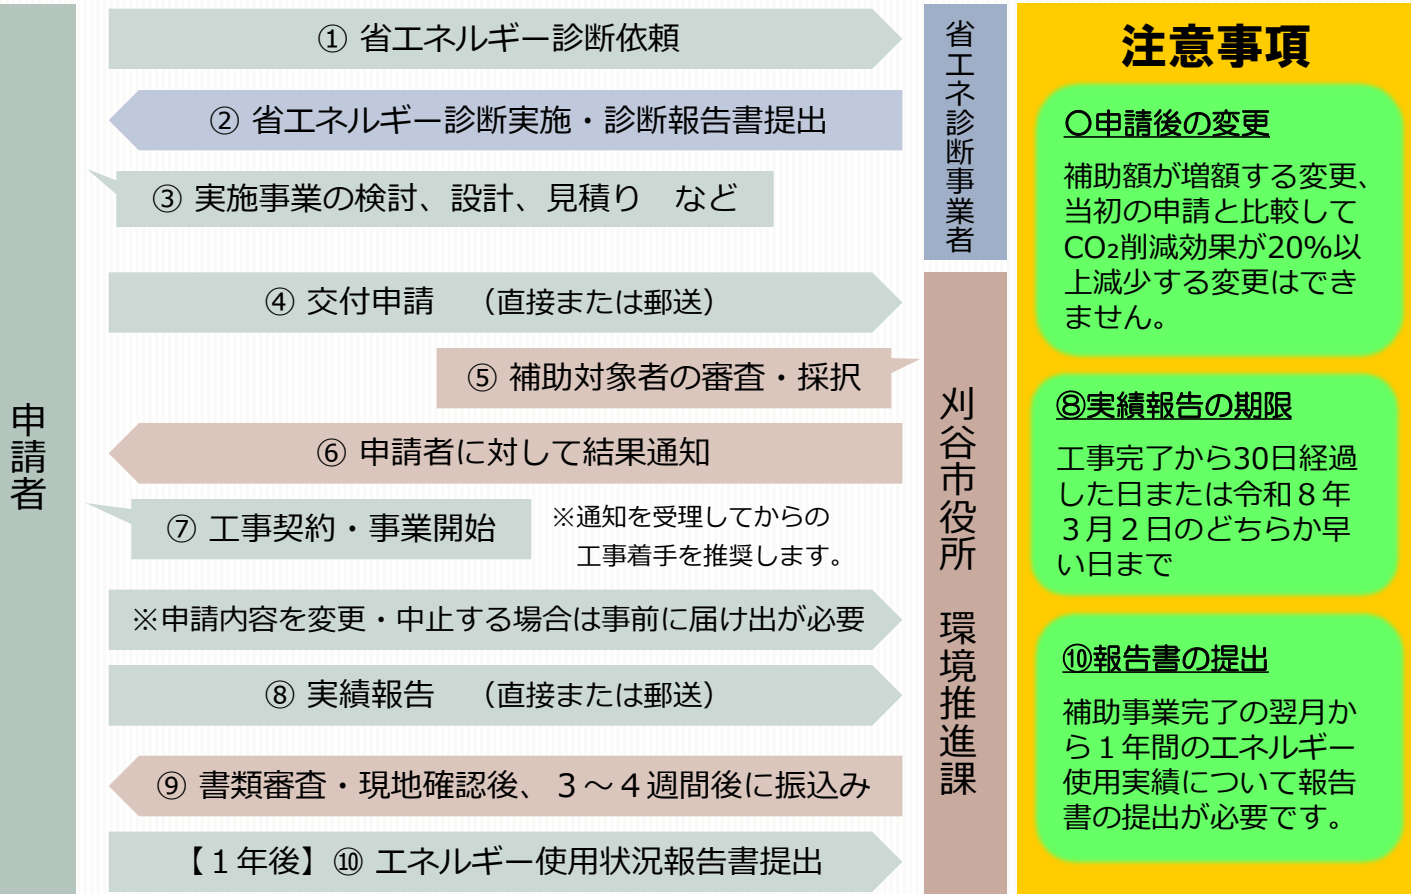 申請者
① 省エネルギー診断依頼
② 省エネルギー診断実施・診断報告書提出
③ 実施事業の検討、設計、見積り　など
④ 交付申請　（直接または郵送）
⑤ 補助対象者の審査・採択
⑥ 申請者に対して結果通知
⑦ 工事契約・事業開始
※通知を受理してからの
工事着手を推奨します。
※申請内容を変更・中止する場合は事前に届け出が必要
⑧ 実績報告　（直接または郵送）
⑨ 書類審査・現地確認後、３～４週間後に振込み
【１年後】⑩ エネルギー使用状況報告書提出
省エネ診断事業者
刈谷市役所　環境推進課
注意事項
〇申請後の変更
補助額が増額する変更、
当初の申請と比較して
CO₂削減効果が20%以
上減少する変更はでき
ません。
⑧実績報告の期限
工事完了から30日経過
した日または令和８年
３月２日のどちらか早
い日まで
⑩報告書の提出
補助事業完了の翌月か
ら１年間のエネルギー
使用実績について報告
書の提出が必要です。